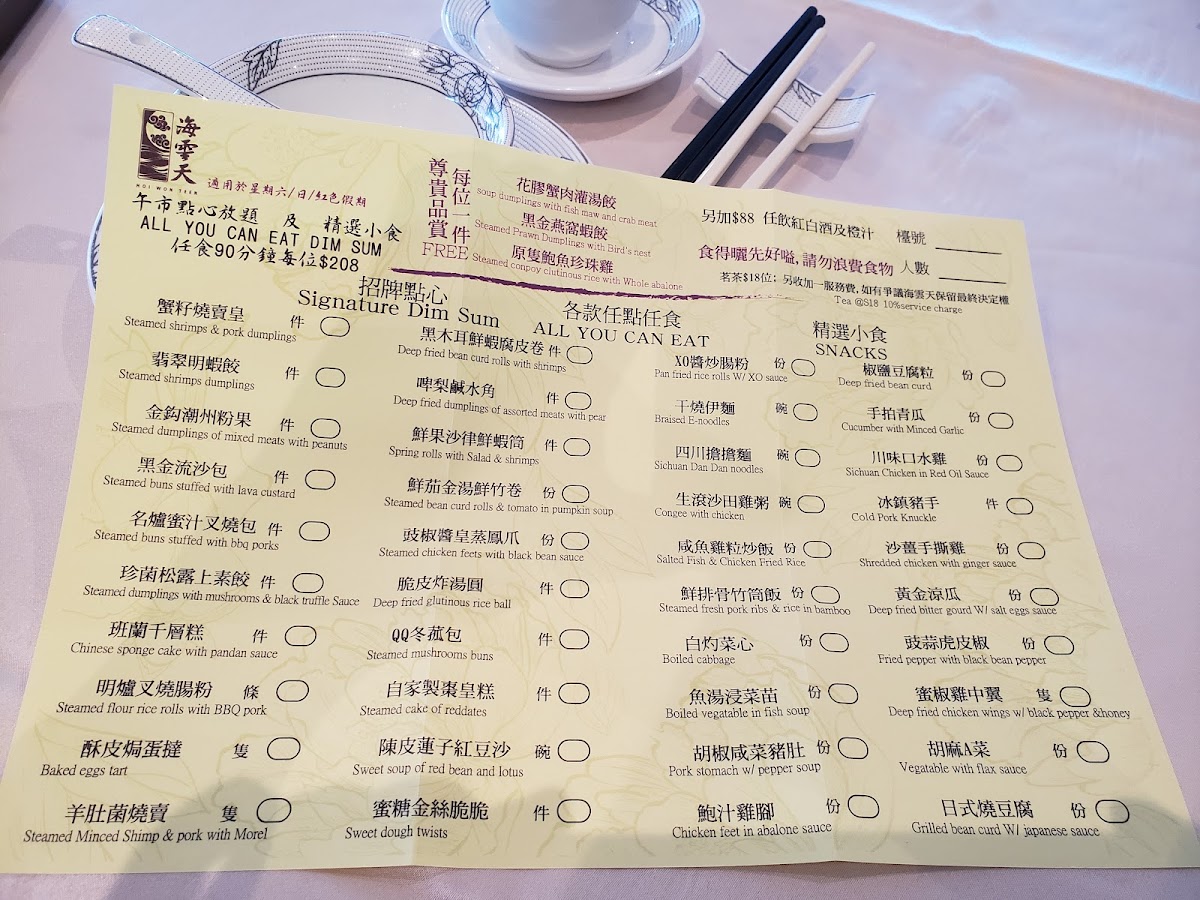 海雲天
HOI WON TEEN
適用於星期六/日/紅色假期
午市點心放題 及 精選小食
ALL YOU CAN EAT DIM SUM
任食90分鐘每位$208
尊貴品賞
每位一件
FREE
花膠蟹肉灌湯餃
soup dumplings with fish maw and crab meat
黑金燕窩蝦餃
Steamed Prawn Dumplings with Bird's nest
原隻鮑魚珍珠雞
Steamed conpoy clutinous rice with Whole abalone
另加$88 任飲紅白酒及橙汁
食得曬先好嗌,請勿浪費食物
茗茶$18位; 另收加一服務費,如有爭議海雲天保留最終決定權
Tea @S18 10%service charge
檯號
人數
招牌點心
Signature Dim Sum
各款任點任食
ALL YOU CAN EAT
精選小食
SNACKS
蟹籽燒賣皇 件
Steamed shrimps & pork dumplings
翡翠明蝦餃 件
Steamed shrimps dumplings
金鈎潮州粉果 件
Steamed dumplings of mixed meats with peanuts
黑金流沙包 件
Steamed buns stuffed with lava custard
名爐蜜汁叉燒包 件
Steamed buns stuffed with bbq porks
珍菌松露上素餃 件
Steamed dumplings with mushrooms & black truffle Sauce
班蘭千層糕 件
Chinese sponge cake with pandan sauce
明爐叉燒腸粉 條
Steamed flour rice rolls with BBQ pork
酥皮焗蛋撻 隻
Baked eggs tart
羊肚菌燒賣 隻
Steamed Minced Shimp & pork with Morel
黑木耳鮮蝦腐皮卷 件
Deep fried bean curd rolls with shrimps
啤梨鹹水角 件
Deep fried dumplings of assorted meats with pear
鮮果沙律鮮蝦筒 件
Spring rolls with Salad & shrimps
鮮茄金湯鮮竹卷 份
Steamed bean curd rolls & tomato in pumpkin soup
豉椒醬皇蒸鳳爪 份
Steamed chicken feets with black bean sauce
脆皮炸湯圓 件
Deep fried glutinous rice ball
QQ冬菰包 件
Steamed mushrooms buns
自家製棗皇糕 件
Steamed cake of reddates
陳皮蓮子紅豆沙 碗
Sweet soup of red bean and lotus
蜜糖金絲脆脆 件
Sweet dough twists
XO醬炒腸粉 份
Pan fried rice rolls W/ XO sauce
干燒伊麵 碗
Braised E-noodles
四川擔擔麵 碗
Sichuan Dan Dan noodles
生滾沙田雞粥 碗
Congee with chicken
咸魚雞粒炒飯 份
Salted Fish & Chicken Fried Rice
鮮排骨竹筒飯 份
Steamed fresh pork ribs & rice in bamboo
白灼菜心 份
Boiled cabbage
魚湯浸菜苗 份
Boiled vegatable in fish soup
胡椒咸菜豬肚 份
Pork stomach w/ pepper soup
鮑汁雞腳 份
Chicken feet in abalone sauce
椒鹽豆腐粒 份
Deep fried bean curd
手拍青瓜 份
Cucumber with Minced Garlic
川味口水雞 份
Sichuan Chicken in Red Oil Sauce
冰鎮豬手 件
Cold Pork Knuckle
沙薑手撕雞 份
Shredded chicken with ginger sauce
黃金涼瓜 份
Deep fried bitter gourd W/ salt eggs sauce
豉蒜虎皮椒 份
Fried pepper with black bean pepper
蜜椒雞中翼 隻
Deep fried chicken wings w/ black pepper &honey
胡麻A菜 份
Vegatable with flax sauce
日式燒豆腐 份
Grilled bean curd W/ japanese sauce